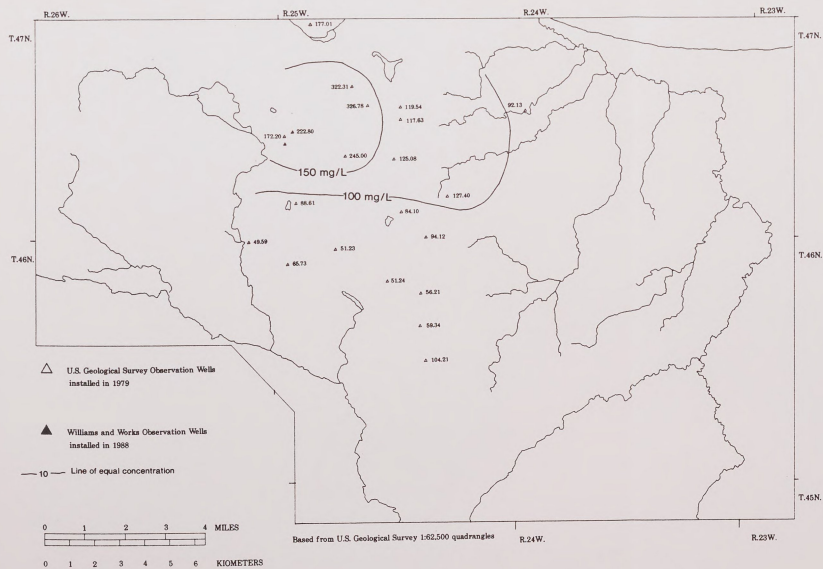 R.26W.
R.25W.
R.24W.
R.23W.
T.47N.
T.47N.
177.01
322.31
326.78
119.54
92.13
117.63
222.80
172.20
245.00
125.08
150 mg/L
100 mg/L
127.40
88.61
84.10
94.12
49.59
51.23
T.46N.
T.46N.
65.73
51.24
56.21
59.34
104.21
U.S. Geological Survey Observation Wells
installed in 1979
Williams and Works Observation Wells
installed in 1988
10 Line of equal concentration
T.45N.
0 1 2 3 4 MILES
Based from U.S. Geological Survey 1:62,500 quadrangles
R.24W.
R.23W.
0 1 2 3 4 5 6 KIOMETERS